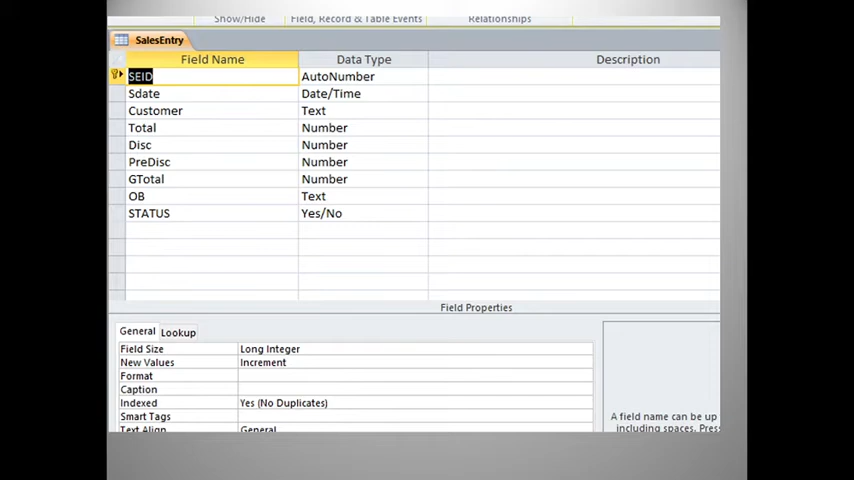 Show/Hide Field, Record & Table Events Relationships
SalesEntry
Field Name Data Type Description
SEID AutoNumber
Sdate Date/Time
Customer Text
Total Number
Disc Number
PreDisc Number
GTotal Number
OB Text
STATUS Yes/No
Field Properties
General Lookup
Field Size Long Integer
New Values Increment
Format
Caption
Indexed Yes (No Duplicates)
Smart Tags
Text Align General
A field name can be up
including spaces. Press